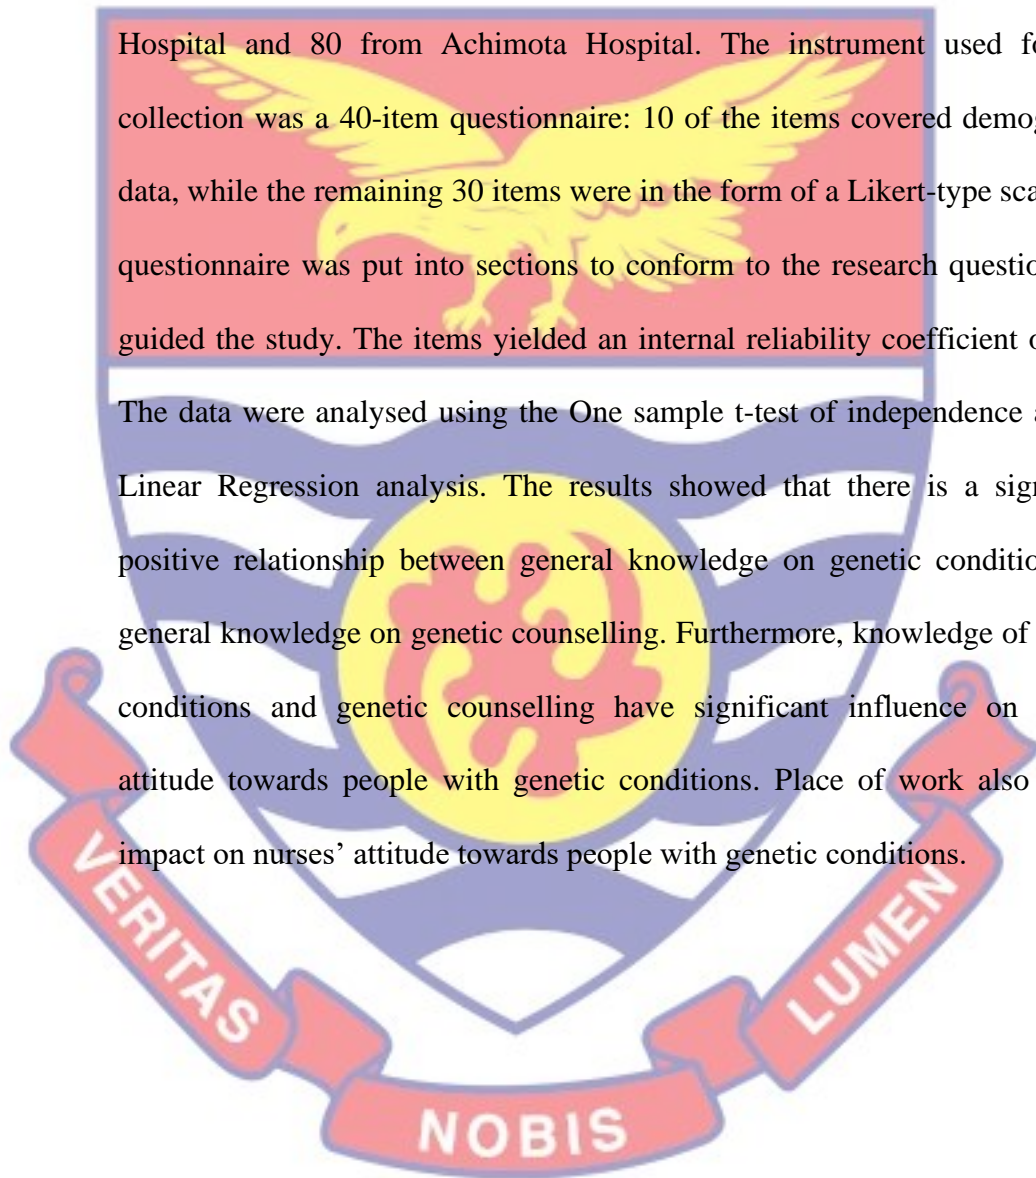 Hospital and 80 from Achimota Hospital. The instrument used
collection was a 40-item questionnaire: 10 of the items covered
data, while the remaining 30 items were in the form of a Likert-type
questionnaire was put into sections to conform to the research
guided the study. The items yielded an internal reliability coefficient
The data were analysed using the One sample t-test of independence
Linear Regression analysis. The results showed that there is a
positive relationship between general knowledge on genetic
general knowledge on genetic counselling. Furthermore, knowledge of
conditions and genetic counselling have significant influence on
attitude towards people with genetic conditions. Place of work also
impact on nurses’ attitude towards people with genetic conditions.
VERITAS
NOBIS
LUMEN